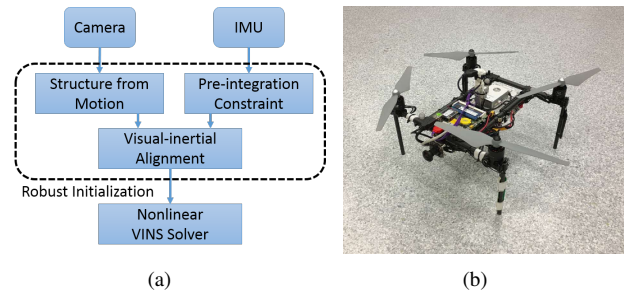 Camera
IMU
Structure from
Motion
Pre-integration
Constraint
Visual-inertial
Alignment
Robust Initialization
Nonlinear
VINS Solver
(a)
(b)